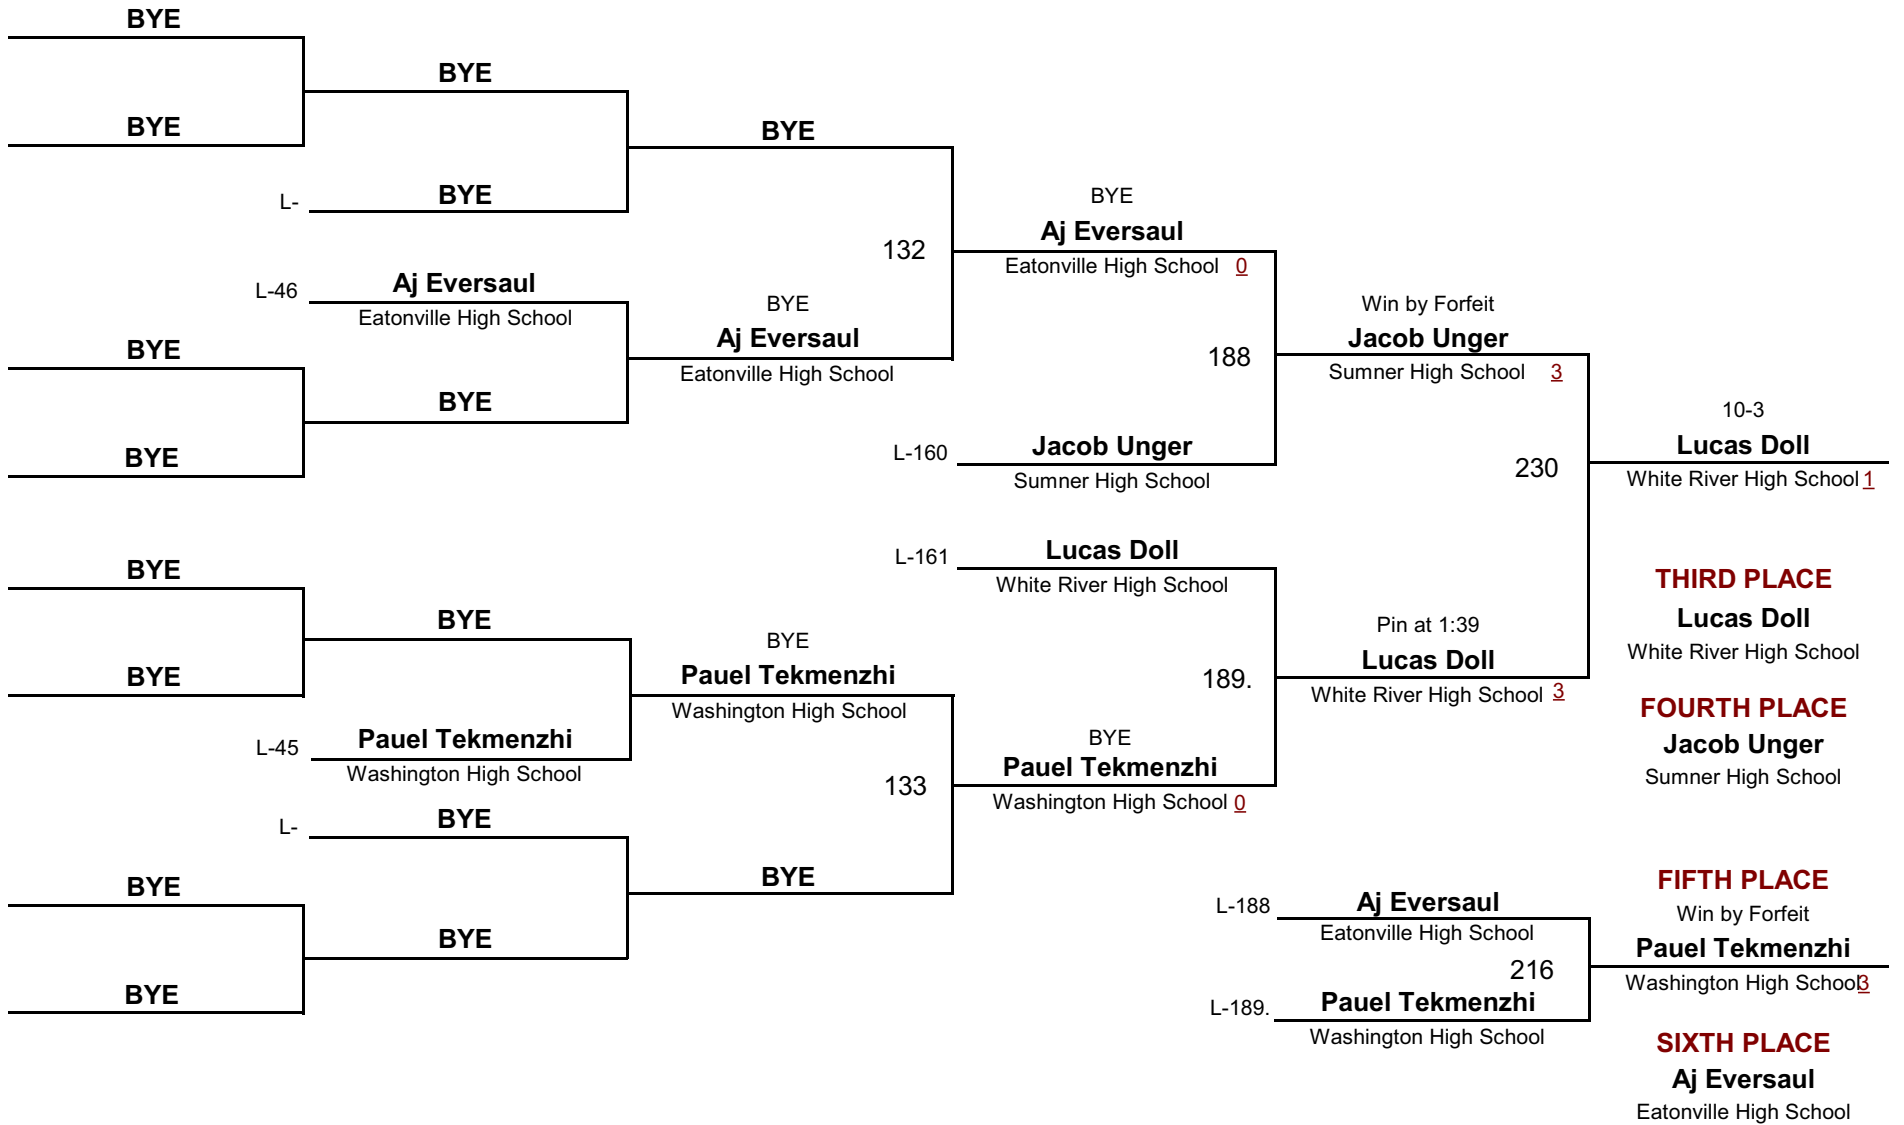 BYE
BYE
BYE
BYE
L-
BYE
BYE
Aj Eversaul
Eatonville High School 0
132
L-46
Aj Eversaul
Eatonville High School
BYE
Aj Eversaul
Eatonville High School
Win by Forfeit
Jacob Unger
Sumner High School 3
188
BYE
BYE
BYE
L-160
Jacob Unger
Sumner High School
10-3
Lucas Doll
White River High School 1
230
L-161
Lucas Doll
White River High School
BYE
BYE
BYE
BYE
Pauel Tekmenzhi
Washington High School
Pin at 1:39
Lucas Doll
White River High School 3
189.
THIRD PLACE
Lucas Doll
White River High School
FOURTH PLACE
Jacob Unger
Sumner High School
L-45
Pauel Tekmenzhi
Washington High School
BYE
Pauel Tekmenzhi
Washington High School 0
133
L-
BYE
BYE
BYE
BYE
BYE
L-188
Aj Eversaul
Eatonville High School
216
L-189.
Pauel Tekmenzhi
Washington High School
FIFTH PLACE
Win by Forfeit
Pauel Tekmenzhi
Washington High School 3
SIXTH PLACE
Aj Eversaul
Eatonville High School